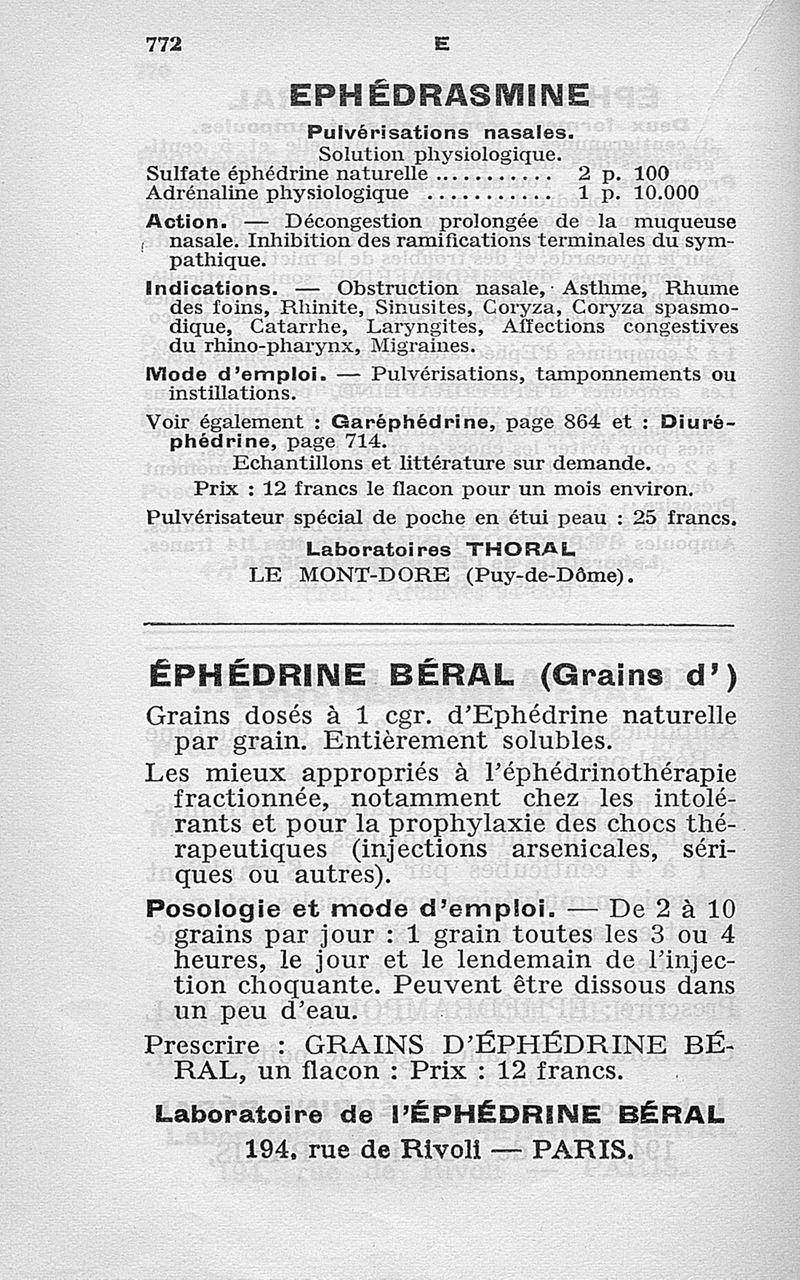 772 E
EPHÉDRASMINE
Pulvérisations nasales.
Solution physiologique.
Sulfate éphédrine naturelle ........... 2 p. 100
Adrénaline physiologique ........... 1 p. 10.000
Action. — Décongestion prolongée de la muqueuse
nasale. Inhibition des ramifications terminales du sym-
pathique.
Indications. — Obstruction nasale, Asthme, Rhume
des foins, Rhinite, Sinusites, Coryza, Coryza spasmo-
dique, Catarrhe, Laryngites, Affections congestives
du rhino-pharynx, Migraines.
Mode d'emploi. — Pulvérisations, tamponnements ou
instillations.
Voir également : Garéphédrine, page 864 et : Diuré-
phédrine, page 714.
Echantillons et littérature sur demande.
Prix : 12 francs le flacon pour un mois environ.
Pulvérisateur spécial de poche en étui peau : 25 francs.
Laboratoires THORAL
LE MONT-DORE (Puy-de-Dôme).
ÉPHÉDRINE BÉRAL (Grains d')
Grains dosés à 1 cgr. d'Ephédrine naturelle
par grain. Entièrement solubles.
Les mieux appropriés à l'éphédrinothérapie
fractionnée, notamment chez les intolé-
rants et pour la prophylaxie des chocs thé-
rapeutiques (injections arsenicales, séri-
ques ou autres).
Posologie et mode d'emploi. — De 2 à 10
grains par jour : 1 grain toutes les 3 ou 4
heures, le jour et le lendemain de l'injec-
tion choquante. Peuvent être dissous dans
un peu d'eau.
Prescrire : GRAINS D'ÉPHÉDRINE BÉ-
RAL, un flacon : Prix : 12 francs.
Laboratoire de l'ÉPHÉDRINE BÉRAL
194, rue de Rivoli — PARIS.